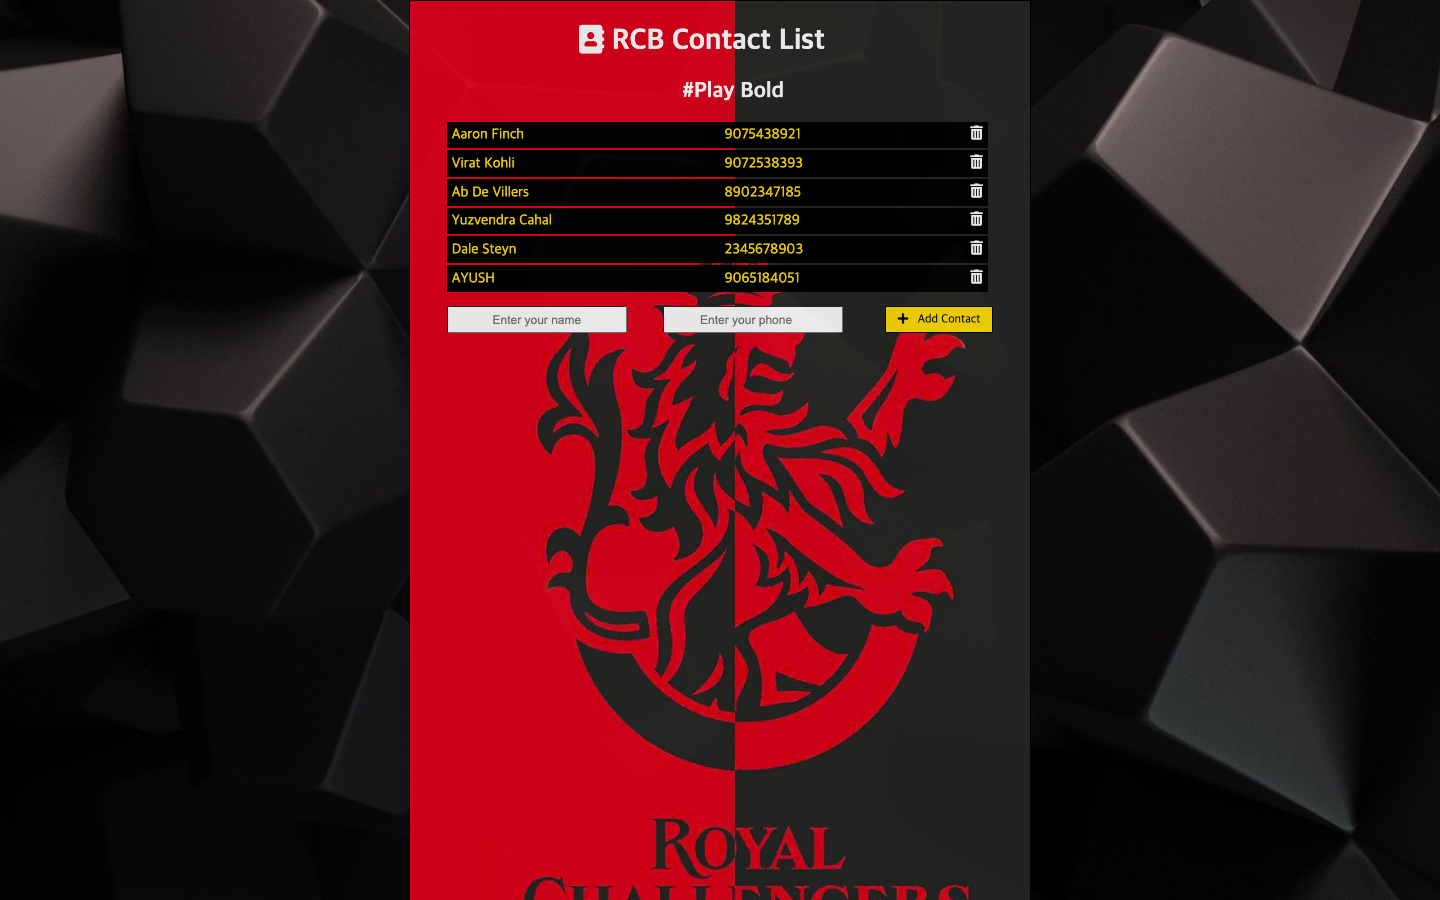 RCB Contact List
#Play Bold
Aaron Finch 9075438921
Virat Kohli 9072538393
Ab De Villers 8902347185
Yuzvendra Cahal 9824351789
Dale Steyn 2345678903
AYUSH 9065184051
Enter your name Enter your phone Add Contact
ROYAL
CHALLENGERS